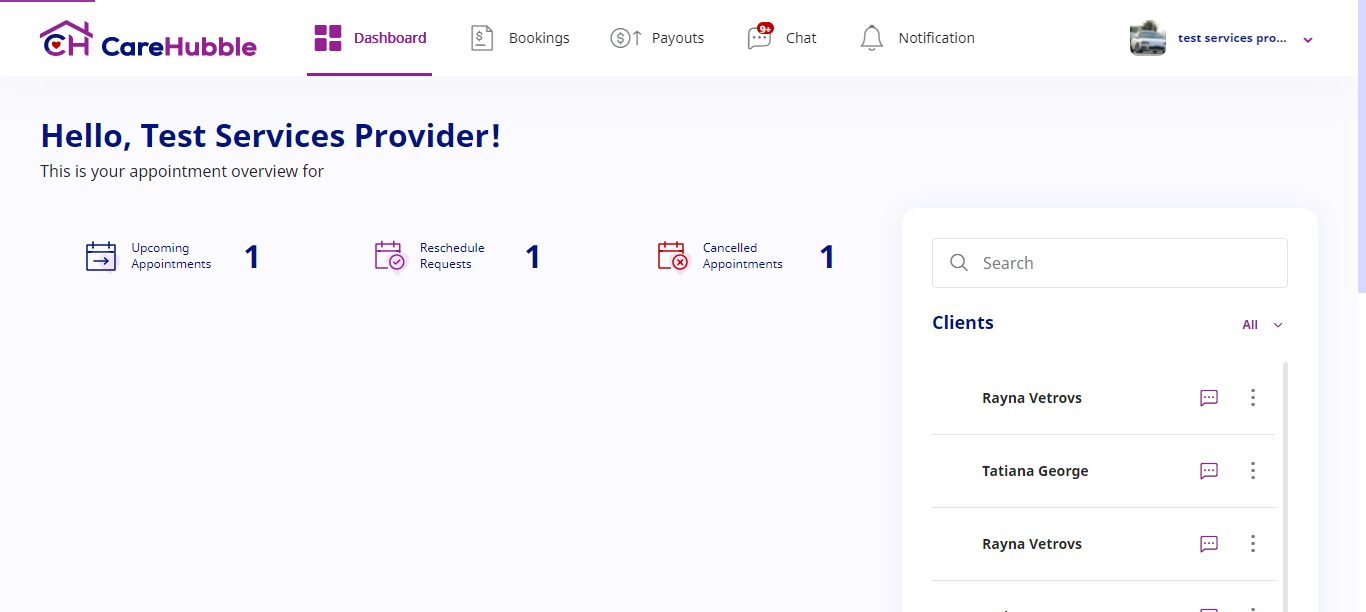 CH CareHubble
Dashboard
Bookings
Payouts
9+
Chat
Notification
test services pro...
Hello, Test Services Provider!
This is your appointment overview for
Upcoming
Appointments
1
Reschedule
Requests
1
Cancelled
Appointments
1
Search
Clients
All
Rayna Vetrovs
Tatiana George
Rayna Vetrovs